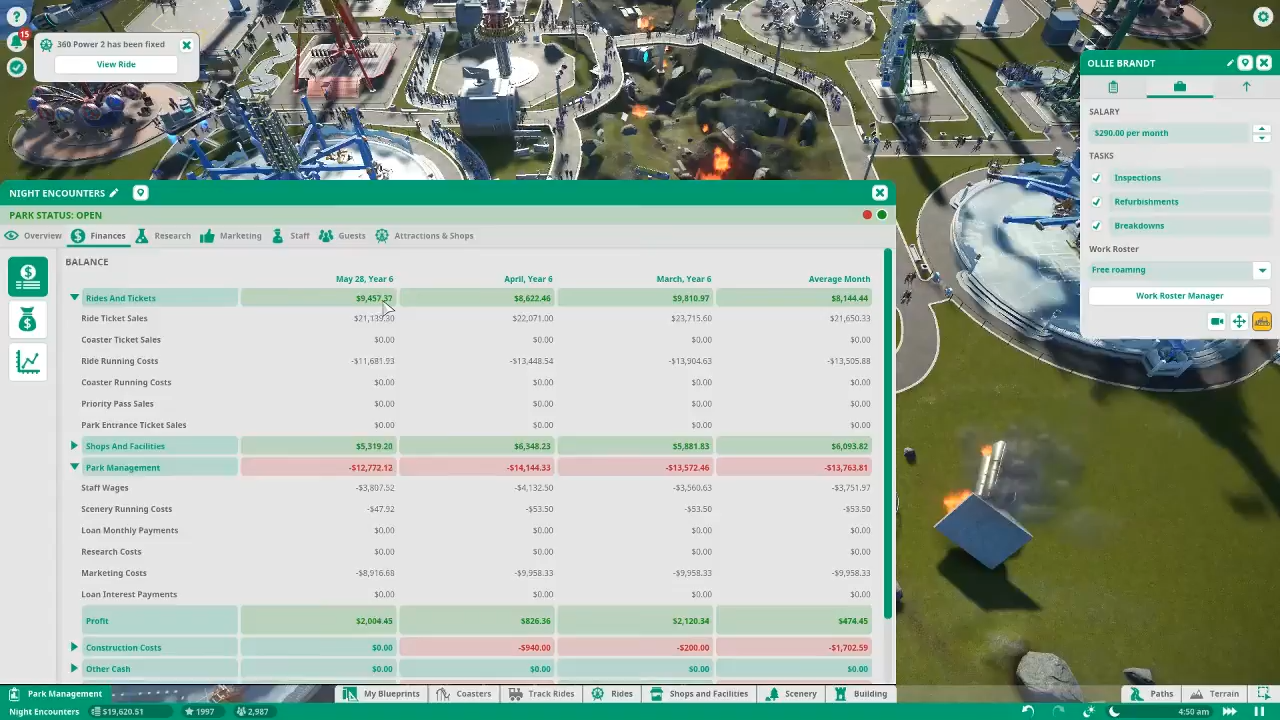 ?
15
360 Power 2 has been fixed
View Ride
OLLIE BRANDT
SALARY
$290.00 per month
TASKS
Inspections
Refurbishments
Breakdowns
Work Roster
Free roaming
Work Roster Manager
NIGHT ENCOUNTERS
PARK STATUS: OPEN
Overview Finances Research Marketing Staff Guests Attractions & Shops
BALANCE
May 28, Year 6 April, Year 6 March, Year 6 Average Month
Rides And Tickets $9,457.37 $8,622.46 $9,810.97 $8,144.44
Ride Ticket Sales $21,139.30 $22,071.00 $23,715.60 $21,650.33
Coaster Ticket Sales $0.00 $0.00 $0.00 $0.00
Ride Running Costs -$11,681.93 -$13,448.54 -$13,904.63 -$13,505.88
Coaster Running Costs $0.00 $0.00 $0.00 $0.00
Priority Pass Sales $0.00 $0.00 $0.00 $0.00
Park Entrance Ticket Sales $0.00 $0.00 $0.00 $0.00
Shops And Facilities $5,319.20 $6,348.23 $5,881.83 $6,093.82
Park Management -$12,772.12 -$14,144.33 -$13,572.46 -$13,763.81
Staff Wages -$3,807.52 -$4,132.50 -$3,560.63 -$3,751.97
Scenery Running Costs -$47.92 -$53.50 -$53.50 -$53.50
Loan Monthly Payments $0.00 $0.00 $0.00 $0.00
Research Costs $0.00 $0.00 $0.00 $0.00
Marketing Costs -$8,916.68 -$9,958.33 -$9,958.33 -$9,958.33
Loan Interest Payments $0.00 $0.00 $0.00 $0.00
Profit $2,004.45 $826.36 $2,120.34 $474.45
Construction Costs $0.00 -$940.00 -$200.00 -$1,702.59
Other Cash $0.00 $0.00 $0.00 $0.00
Park Management My Blueprints Coasters Track Rides Rides Shops and Facilities Scenery Building Paths Terrain
Night Encounters $19,620.51 1997 2,987 4:50 am